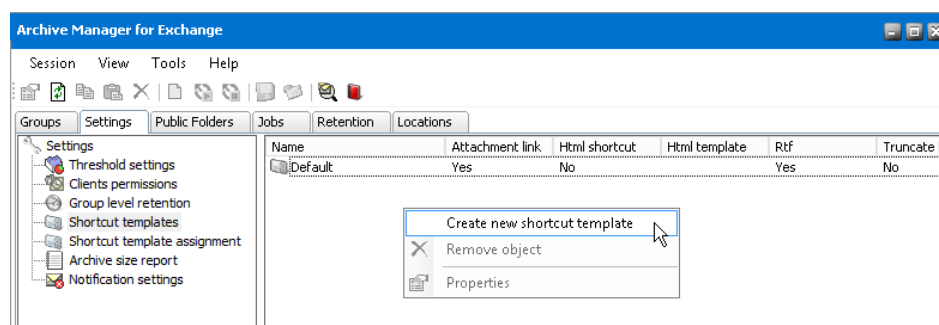 Archive Manager for Exchange
Session View Tools Help
Groups Settings Public Folders Jobs Retention Locations
Settings
Threshold settings
Clients permissions
Group level retention
Shortcut templates
Shortcut template assignment
Archive size report
Notification settings
Name Attachment link Html shortcut Html template Rtf Truncate
Default Yes No Yes No
Create new shortcut template
Remove object
Properties